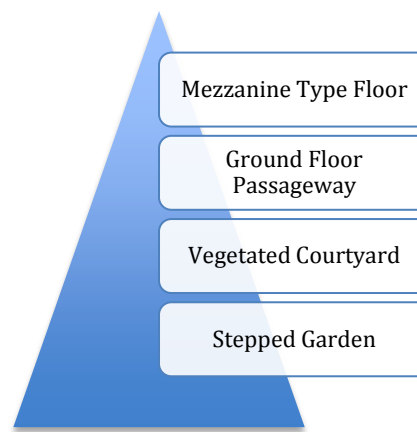 Mezzanine Type Floor
Ground Floor
Passageway
Vegetated Courtyard
Stepped Garden